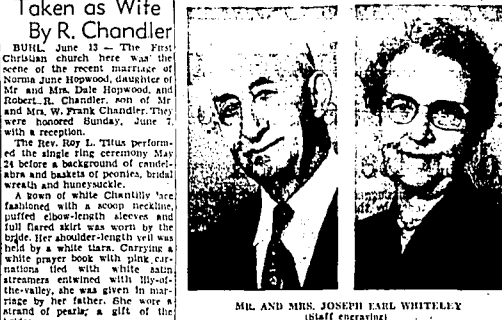 Taken as Wife
By R. Chandler
BUHL, June 13 — The First
Christian church here was the
scene of the recent marriage of
Norma June Hopwood, daughter of
Mr and Mrs. Dale Hopwood, and
Robert R. Chandler, son of Mr
and Mrs. W. Frank Chandler. They
were honored Sunday, June 7,
with a reception.
The Rev. Roy L. Titus perform-
ed the single ring ceremony May
24 before a background of candel-
abra and baskets of peonies, bridal
wreath and huneysuckle.
A gown of white Chantilly lace
fashioned with a scoop neckline,
puffed elbow-length sleeves and
full flared skirt was worn by the
bride. Her shoulder-length veil was
held by a white tiara. Carrying a
white prayer book with pink car-
nations tied with white satin
streamers entwined with lily-of-
the-valley, she was given in mar-
riage by her father. She wore a
strand of pearls, a gift of the
MR. AND MRS. JOSEPH EARL WHITELEY
(Staff engraving)